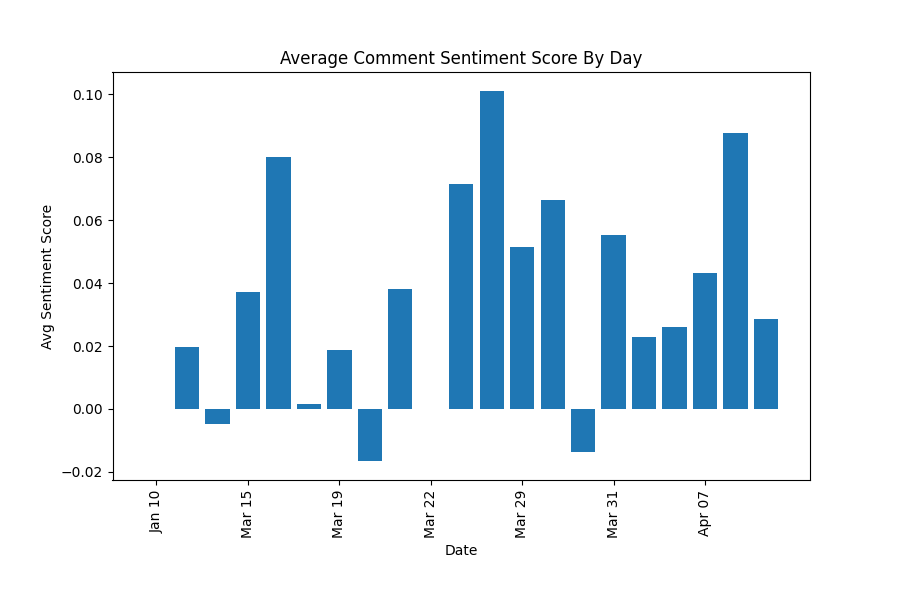 Average Comment Sentiment Score By Day
Avg Sentiment Score
0.10
0.08
0.06
0.04
0.02
0.00
−0.02
Jan 10
Mar 15
Mar 19
Mar 22
Mar 29
Mar 31
Apr 07
Date